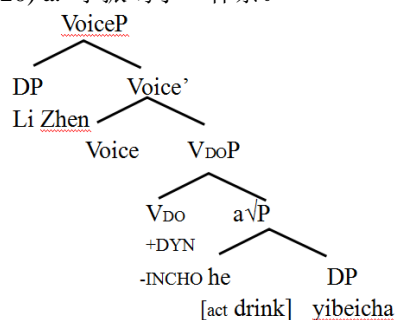 VoiceP
DP Voice’
Li Zhen
Voice VDOP
VDO a√P
+DYN
-INCHO he DP
[act drink] yibeicha